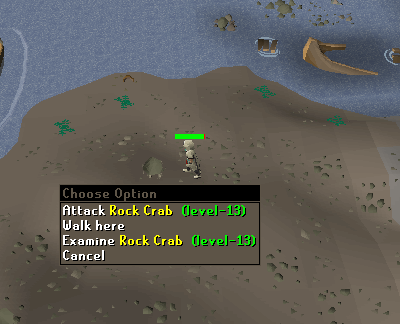 Choose Option
Attack Rock Crab (level-13)
Walk here
Examine Rock Crab (level-13)
Cancel